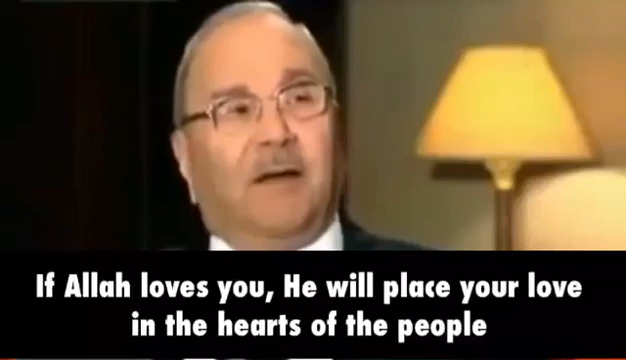 If Allah loves you, He will place your love
in the hearts of the people